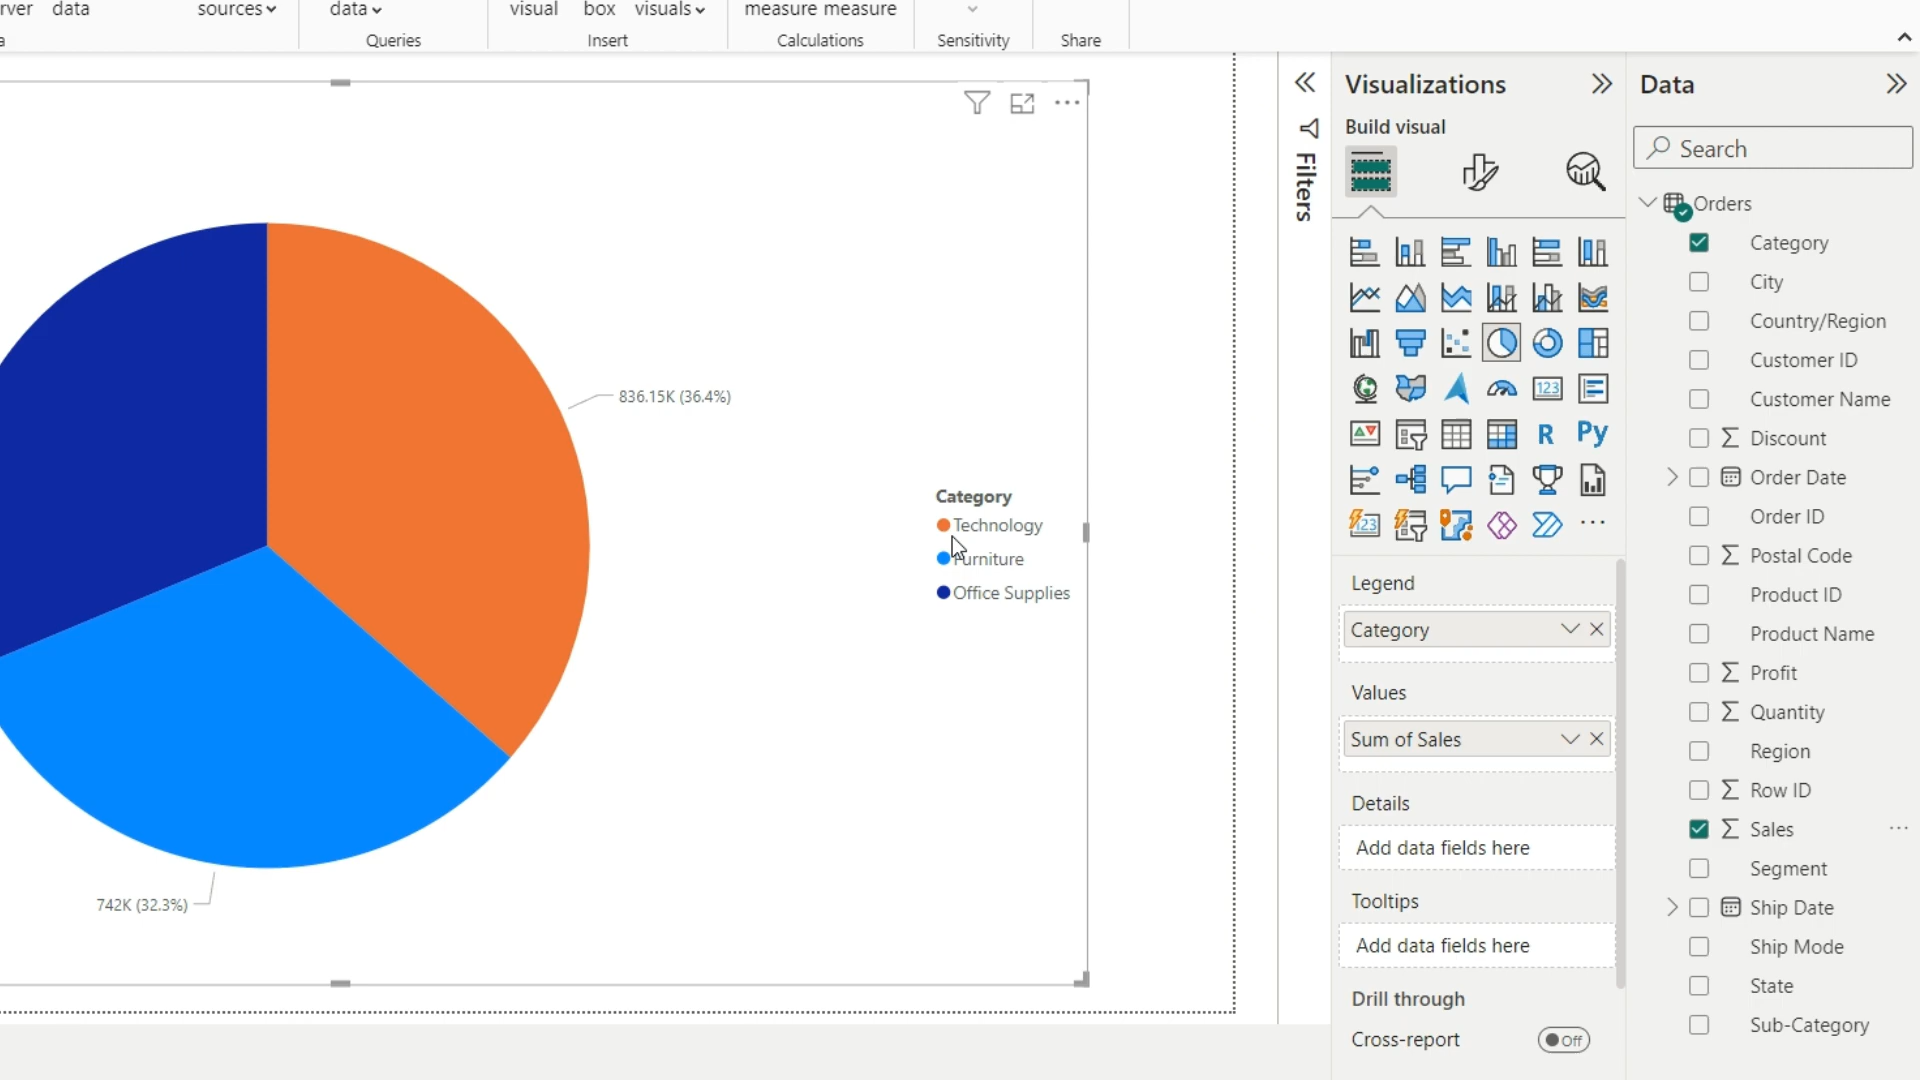 rver data sources data visual box visuals measure measure
a Queries Insert Calculations Sensitivity Share
Visualizations
Build visual
Filters
Data
Search
Orders
Category
City
Country/Region
Customer ID
Customer Name
Discount
Order Date
Order ID
Postal Code
Product ID
Product Name
Profit
Quantity
Region
Row ID
Sales
Segment
Ship Date
Ship Mode
State
Sub-Category
836.15K (36.4%)
742K (32.3%)
Category
Technology
Furniture
Office Supplies
123
R
Py
123
Legend
Category
Values
Sum of Sales
Details
Add data fields here
Tooltips
Add data fields here
Drill through
Cross-report Off